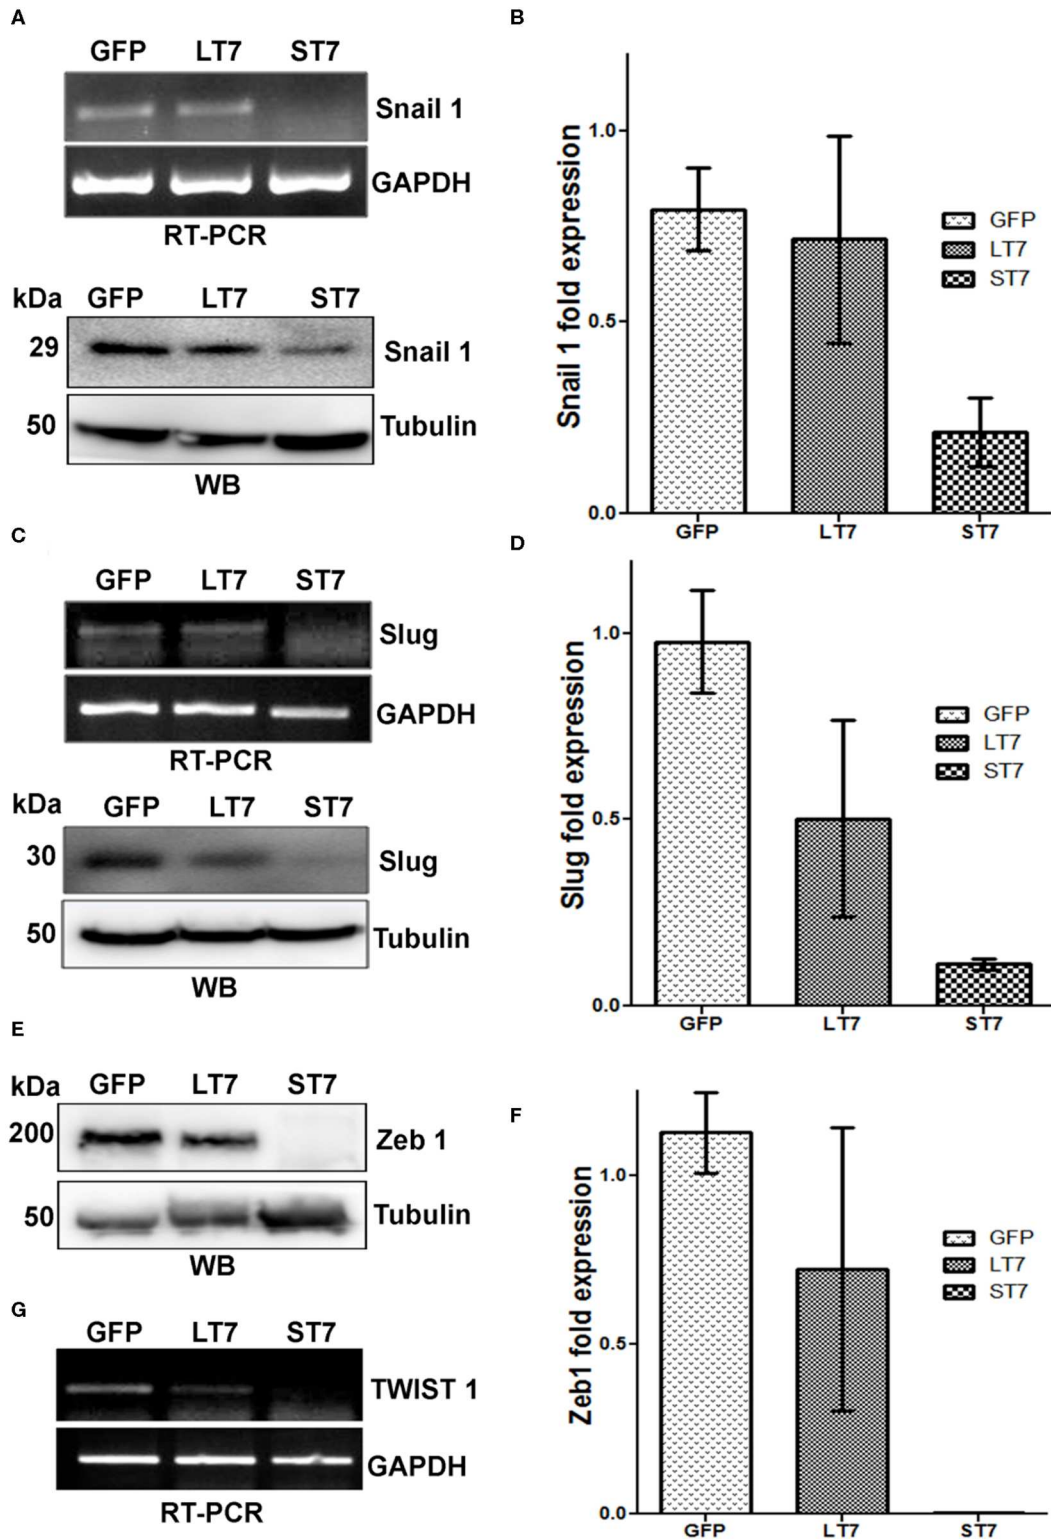 A
GFP LT7 ST7
Snail 1
GAPDH
RT-PCR
kDa GFP LT7 ST7
29 Snail 1
50 Tubulin
WB
B
Snail 1 fold expression
1.0
0.5
0.0
GFP LT7 ST7
GFP
LT7
ST7
C
GFP LT7 ST7
Slug
GAPDH
RT-PCR
kDa GFP LT7 ST7
30 Slug
50 Tubulin
WB
D
Slug fold expression
1.0
0.5
0.0
GFP LT7 ST7
GFP
LT7
ST7
E
kDa GFP LT7 ST7
200 Zeb 1
50 Tubulin
WB
F
Zeb1 fold expression
1.0
0.5
0.0
GFP LT7 ST7
GFP
LT7
ST7
G
GFP LT7 ST7
TWIST 1
GAPDH
RT-PCR